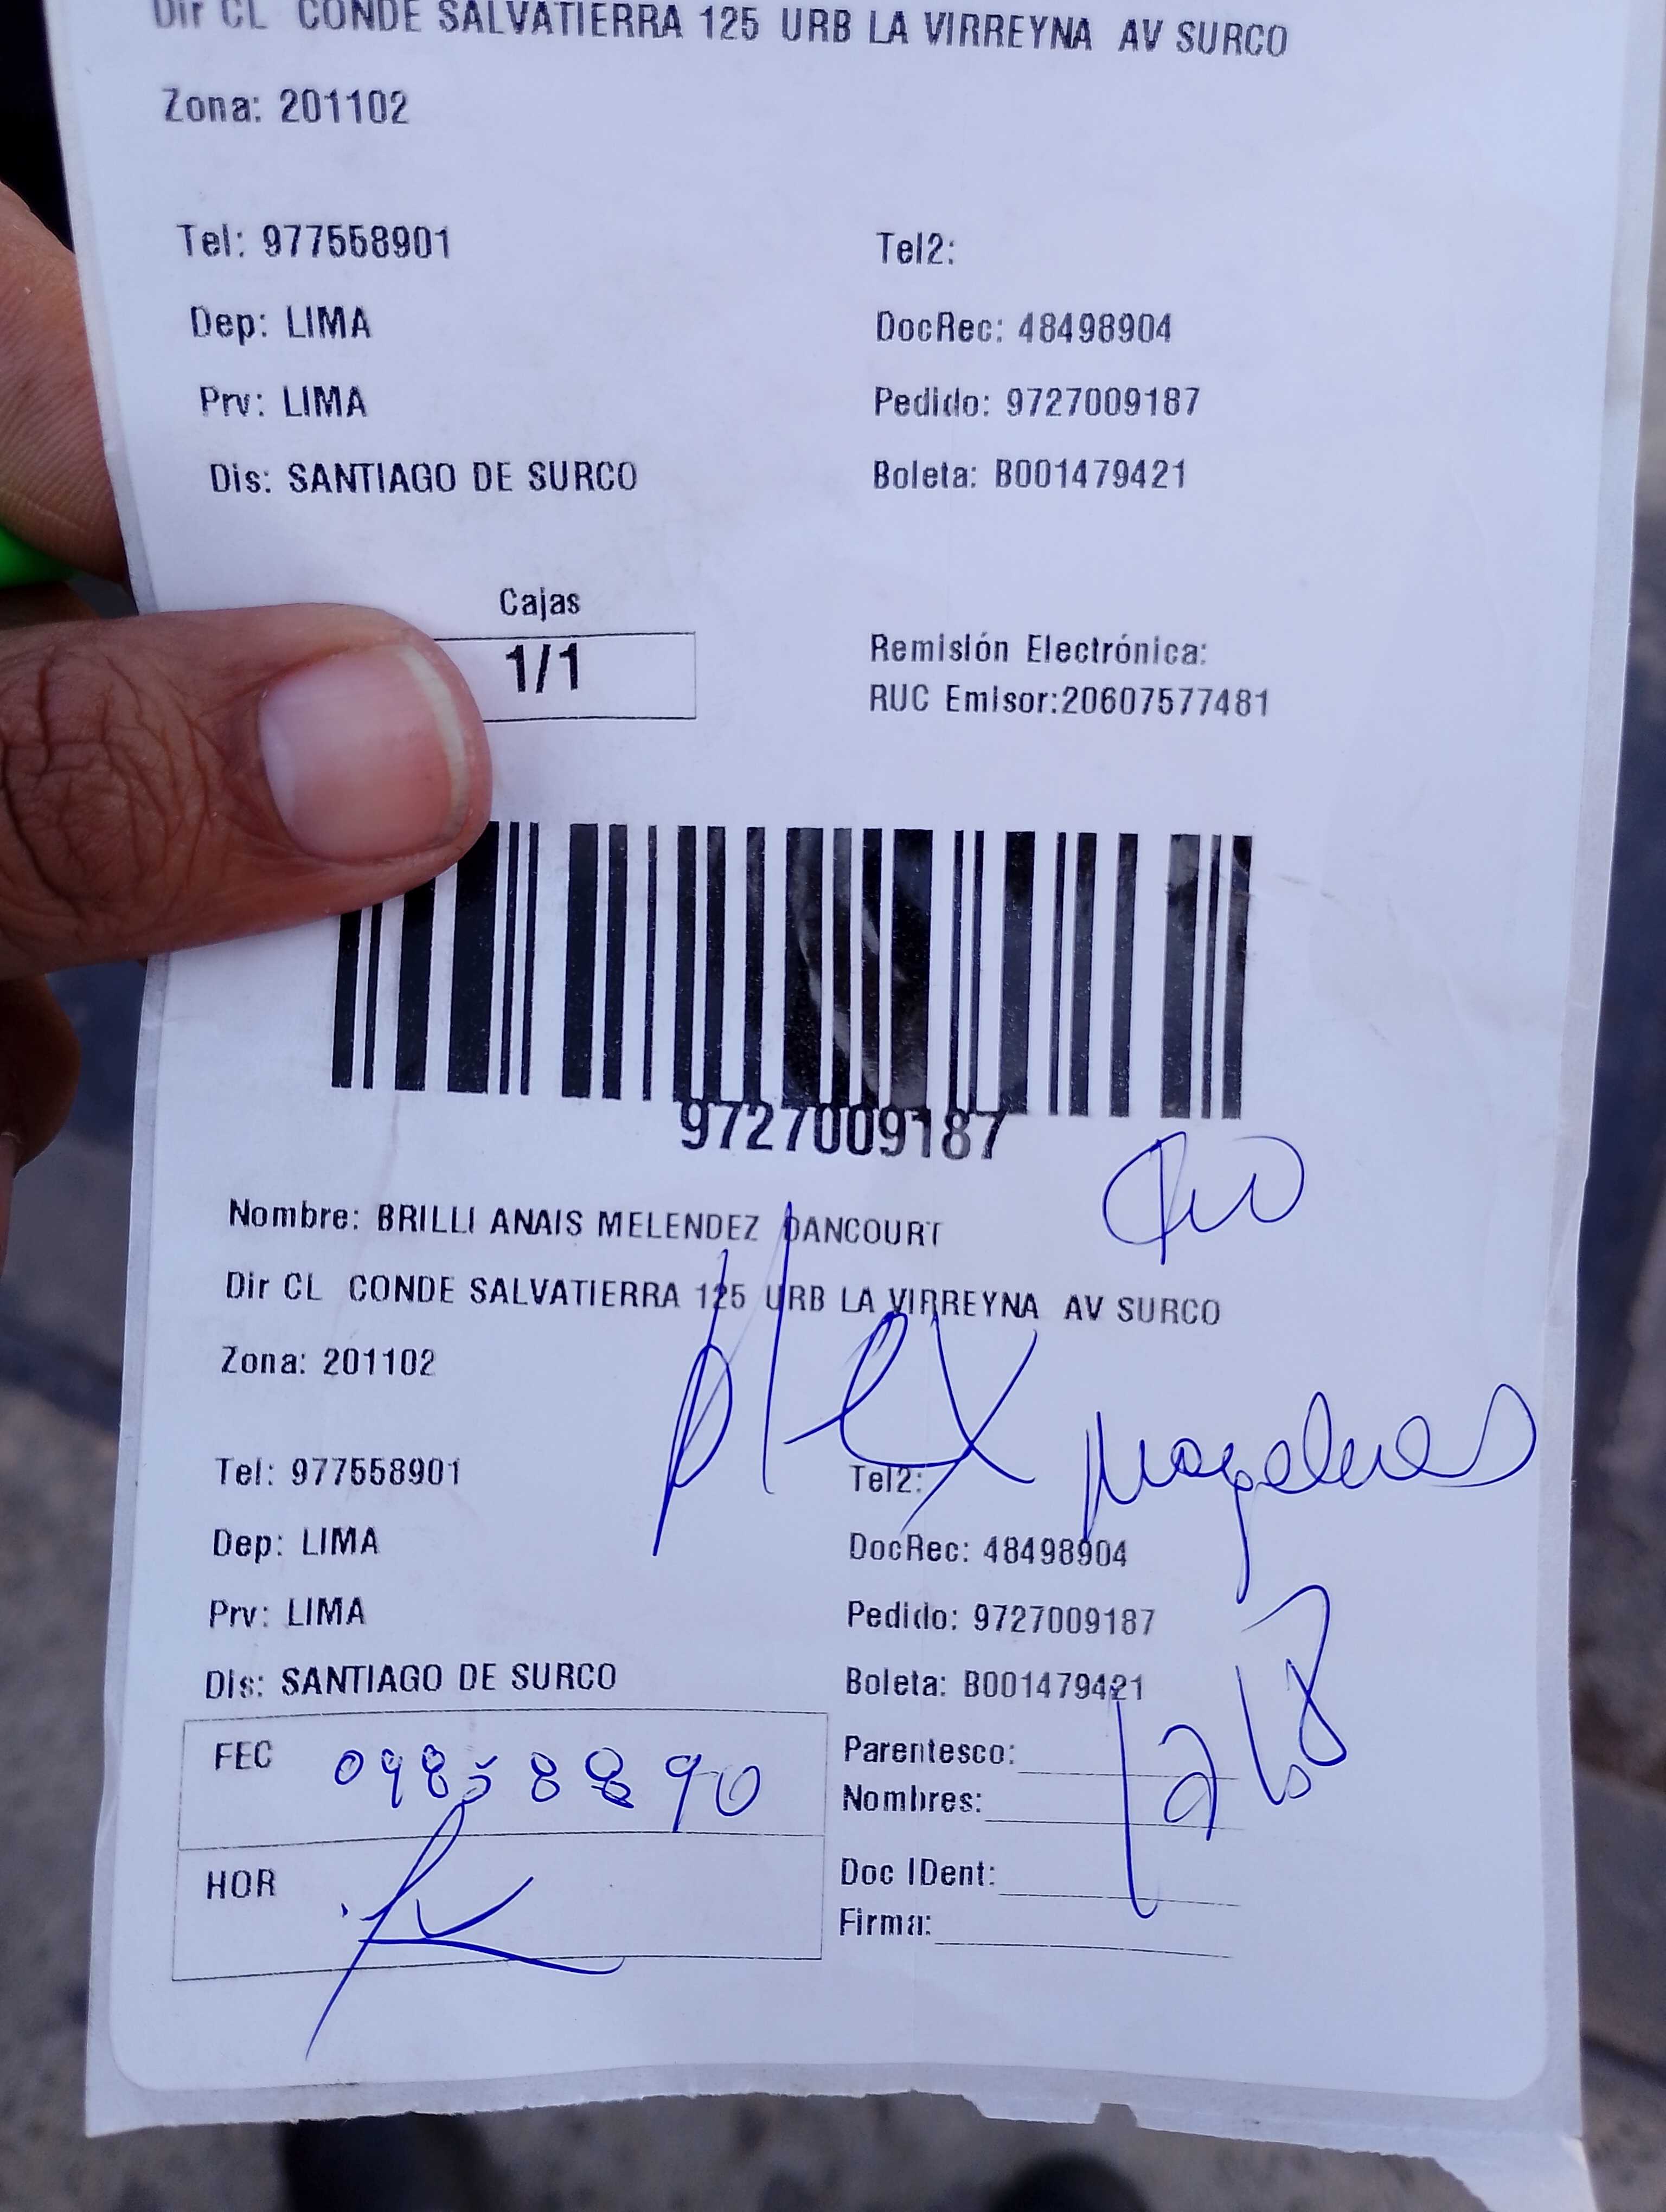 Dir CL CONDE SALVATIERRA 125 URB LA VIRREYNA AV SURCO
Zona: 201102
Tel: 977558901 Tel2:
Dep: LIMA DocRec: 48498904
Prv: LIMA Pedido: 9727009187
Dis: SANTIAGO DE SURCO Boleta: B001479421
Cajas
1/1
Remisión Electrónica:
RUC Emisor:20607577481
9727009187
Nombre: BRILLI ANAIS MELENDEZ DANCOURT
Dir CL CONDE SALVATIERRA 125 URB LA VIRREYNA AV SURCO
Zona: 201102
Alex
Tel: 977558901 Tel2:
Dep: LIMA DocRec: 48498904
Prv: LIMA Pedido: 9727009187
Dis: SANTIAGO DE SURCO Boleta: B001479421
FEC
Parentesco:
Nombres:
HOR
Doc IDent:
Firma: